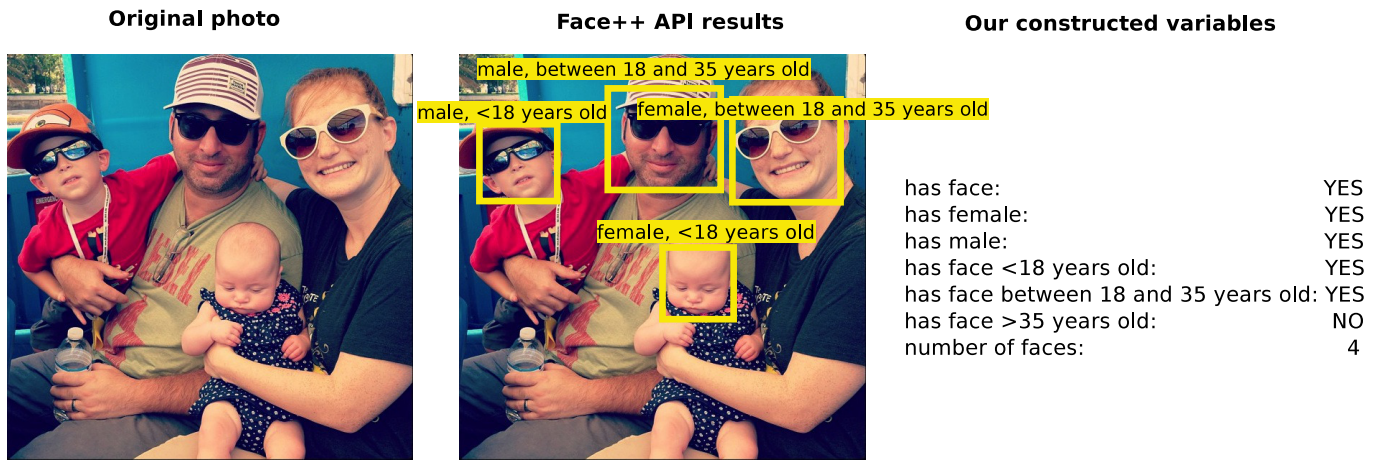 Original photo
Face++ API results
Our constructed variables
male, between 18 and 35 years old
male, <18 years old
female, between 18 and 35 years old
female, <18 years old
has face: YES
has female: YES
has male: YES
has face <18 years old: YES
has face between 18 and 35 years old: YES
has face >35 years old: NO
number of faces: 4